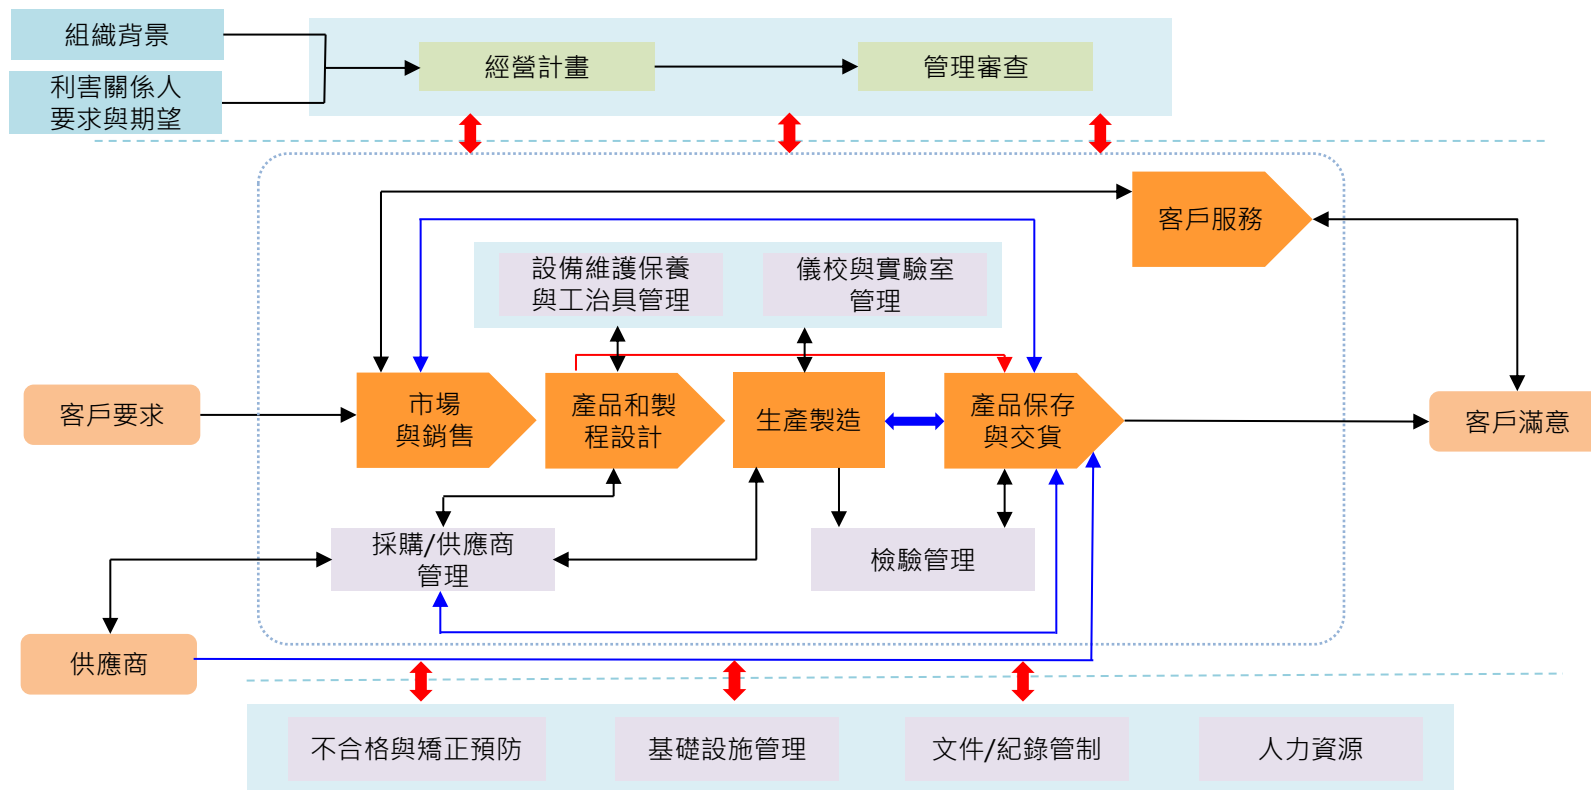 組織背景
利害關係人
要求與期望
經營計畫
管理審查
客戶服務
設備維護保養
與工治具管理
儀校與實驗室
管理
客戶要求
市場
與銷售
產品和製
程設計
生產製造
產品保存
與交貨
客戶滿意
採購/供應商
管理
檢驗管理
供應商
不合格與矯正預防
基礎設施管理
文件/紀錄管制
人力資源